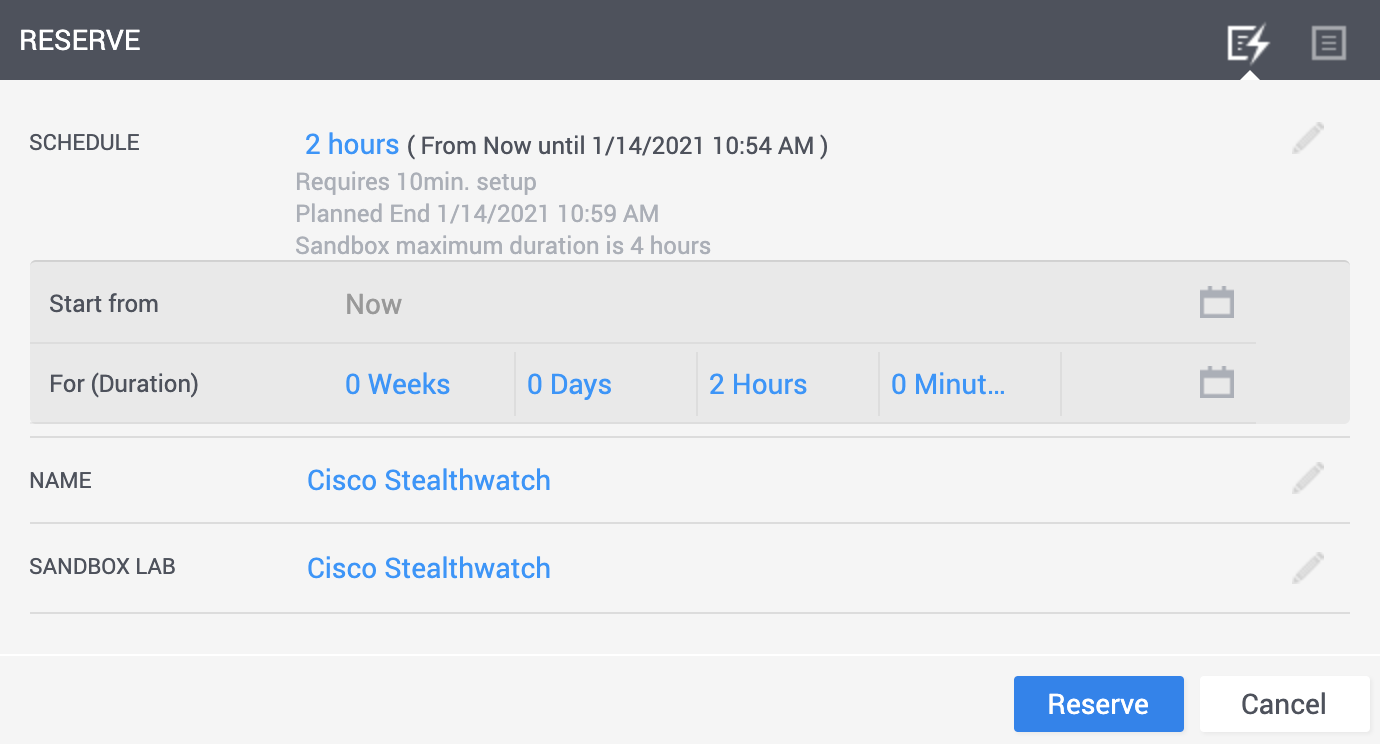 RESERVE
SCHEDULE
2 hours ( From Now until 1/14/2021 10:54 AM )
Requires 10min. setup
Planned End 1/14/2021 10:59 AM
Sandbox maximum duration is 4 hours
Start from Now
For (Duration) 0 Weeks 0 Days 2 Hours 0 Minut...
NAME Cisco Stealthwatch
SANDBOX LAB Cisco Stealthwatch
Reserve Cancel